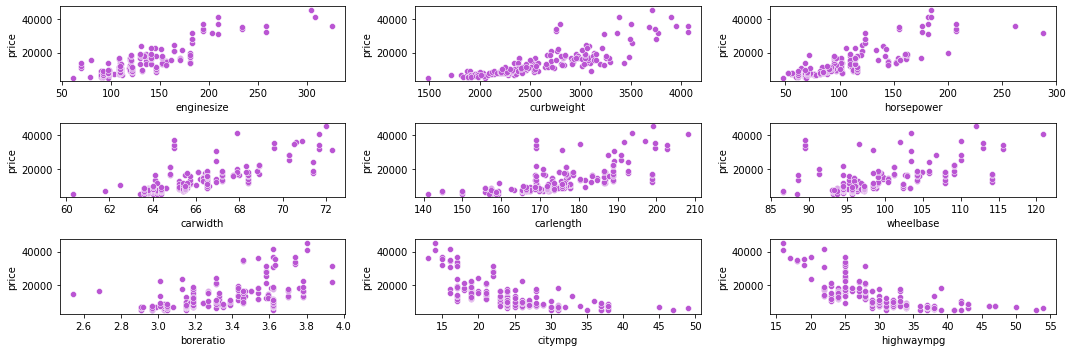 price
40000
20000
50 100 150 200 250 300
enginesize
price
40000
20000
1500 2000 2500 3000 3500 4000
curbweight
price
40000
20000
50 100 150 200 250 300
horsepower
price
40000
20000
60 62 64 66 68 70 72
carwidth
price
40000
20000
140 150 160 170 180 190 200 210
carlength
price
40000
20000
85 90 95 100 105 110 115 120
wheelbase
price
40000
20000
2.6 2.8 3.0 3.2 3.4 3.6 3.8 4.0
boreratio
price
40000
20000
15 20 25 30 35 40 45 50
citympg
price
40000
20000
15 20 25 30 35 40 45 50 55
highwaympg